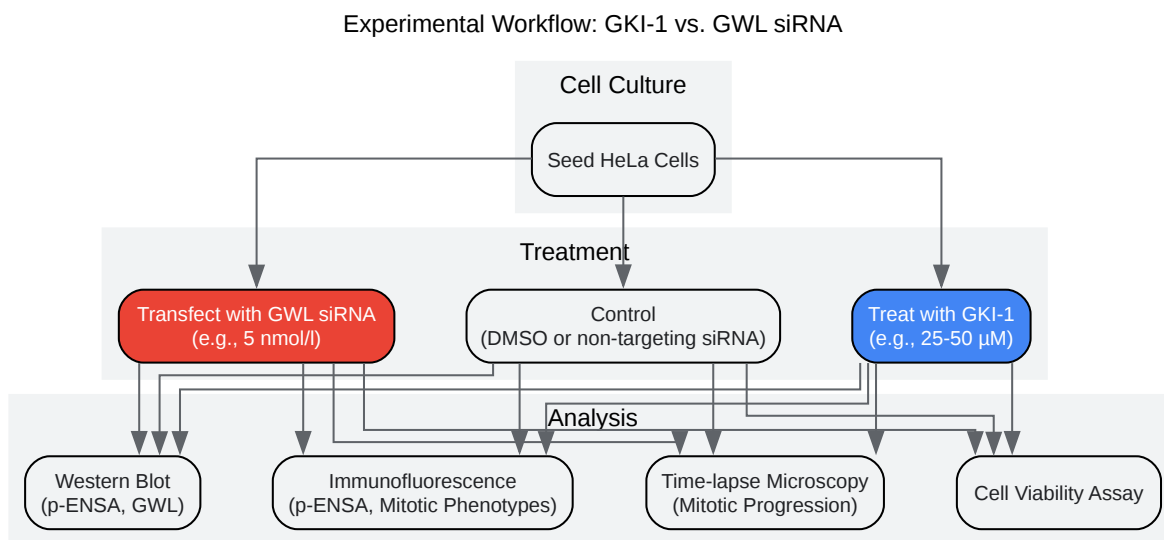 Experimental Workflow: GKI-1 vs. GWL siRNA
Cell Culture
Seed HeLa Cells
Treatment
Transfect with GWL siRNA
(e.g., 5 nmol/l)
Control
(DMSO or non-targeting siRNA)
Treat with GKI-1
(e.g., 25-50 µM)
Analysis
Western Blot
(p-ENSA, GWL)
Immunofluorescence
(p-ENSA, Mitotic Phenotypes)
Time-lapse Microscopy
(Mitotic Progression)
Cell Viability Assay